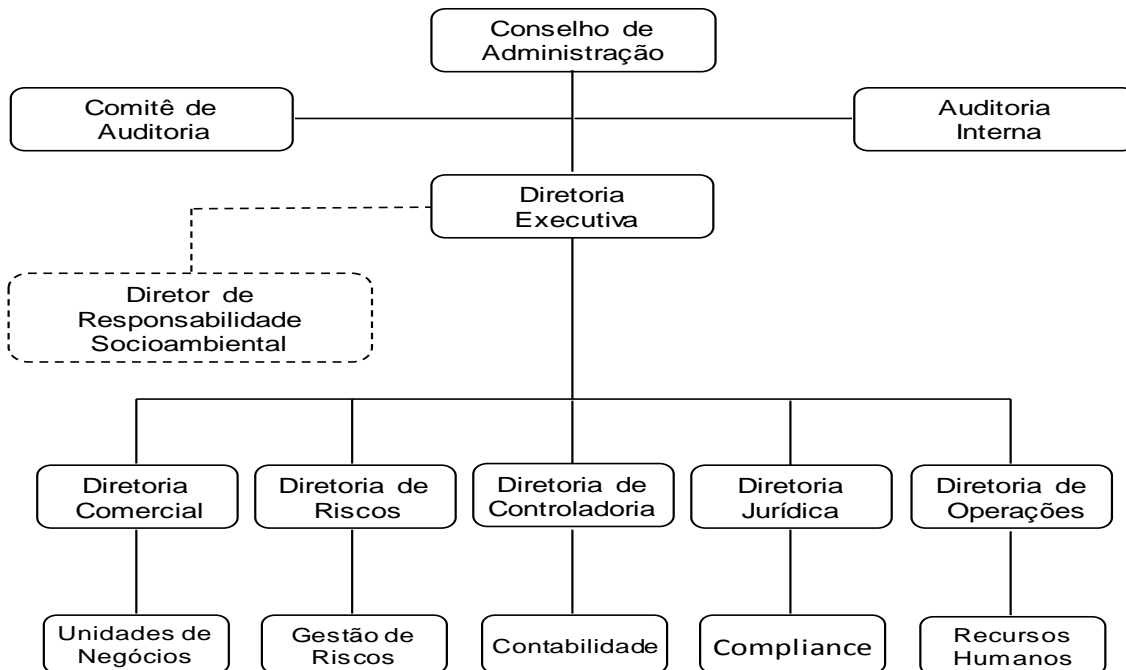 Conselho de
Administração
Comitê de
Auditoria
Auditoria
Interna
Diretoria
Executiva
Diretor de
Responsabilidade
Socioambiental
Diretoria
Comercial
Diretoria de
Riscos
Diretoria de
Controladoria
Diretoria
Jurídica
Diretoria de
Operações
Unidades de
Negócios
Gestão de
Riscos
Contabilidade
Compliance
Recursos
Humanos